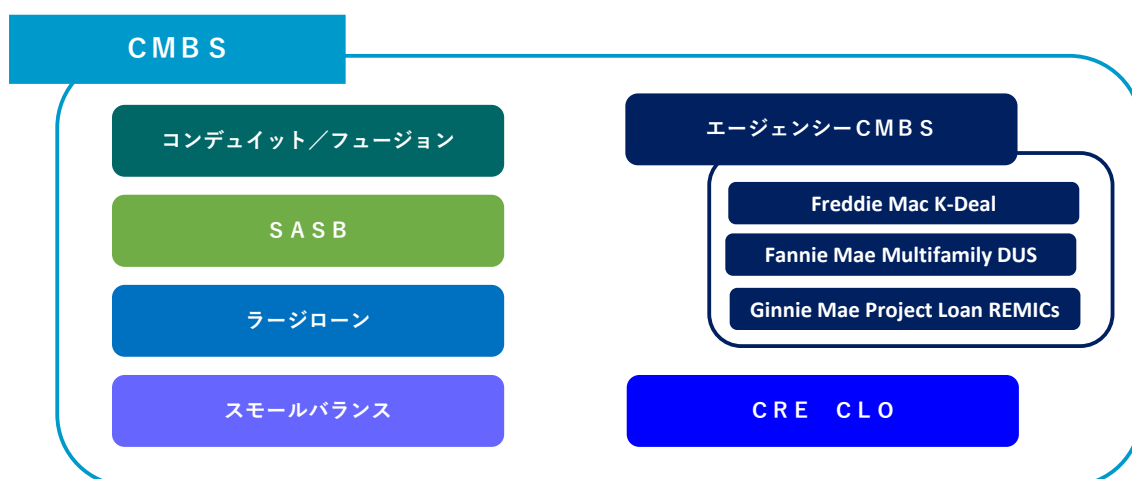 CMBS
コンデュイット／フュージョン
SASB
ラージローン
スモールバランス
エージェンシーCMBS
Freddie Mac K-Deal
Fannie Mae Multifamily DUS
Ginnie Mae Project Loan REMICs
CRE CLO